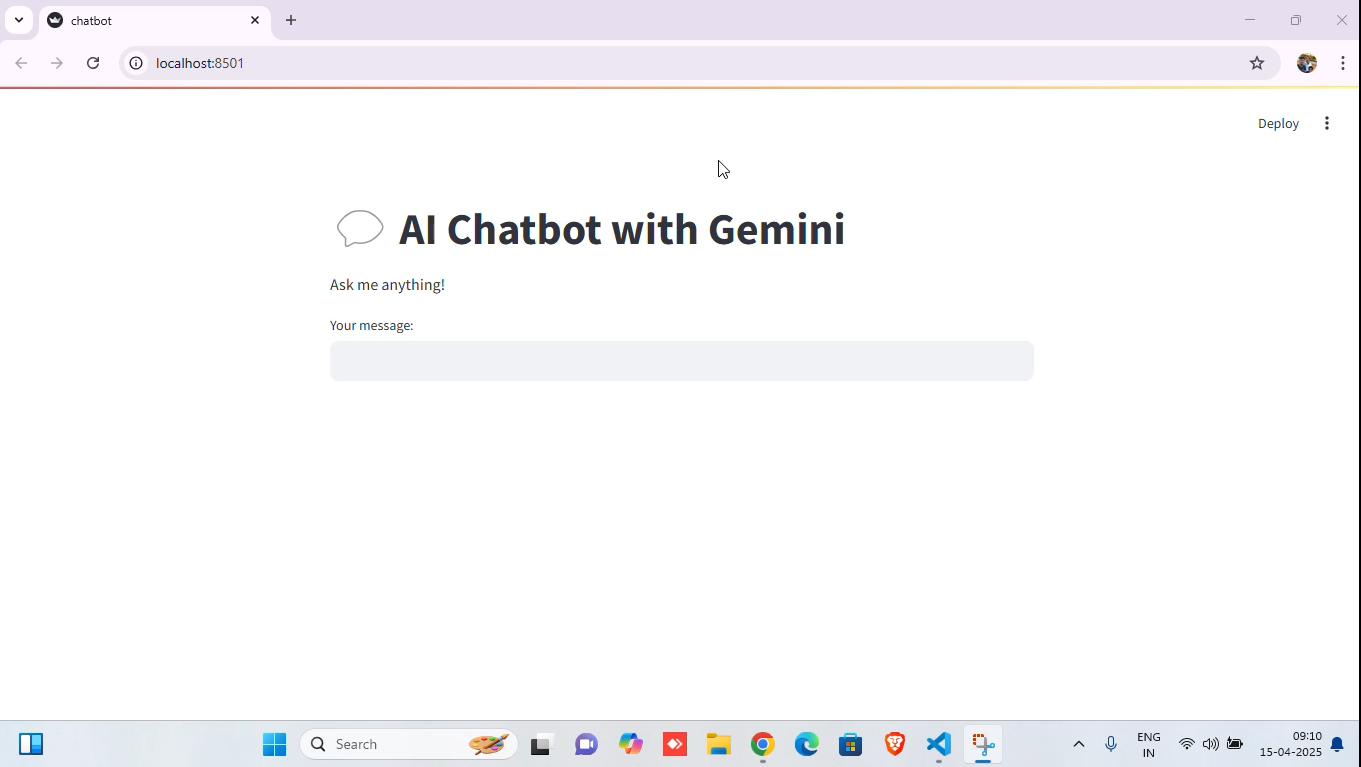 chatbot
localhost:8501
Deploy
AI Chatbot with Gemini
Ask me anything!
Your message:
Search
ENG
IN
09:10
15-04-2025